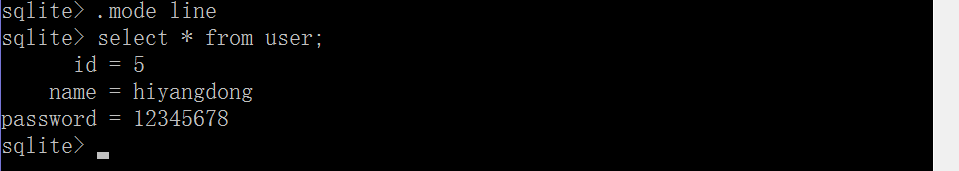 sqlite> .mode line
sqlite> select * from user;
      id = 5
    name = hiyangdong
password = 12345678
sqlite>